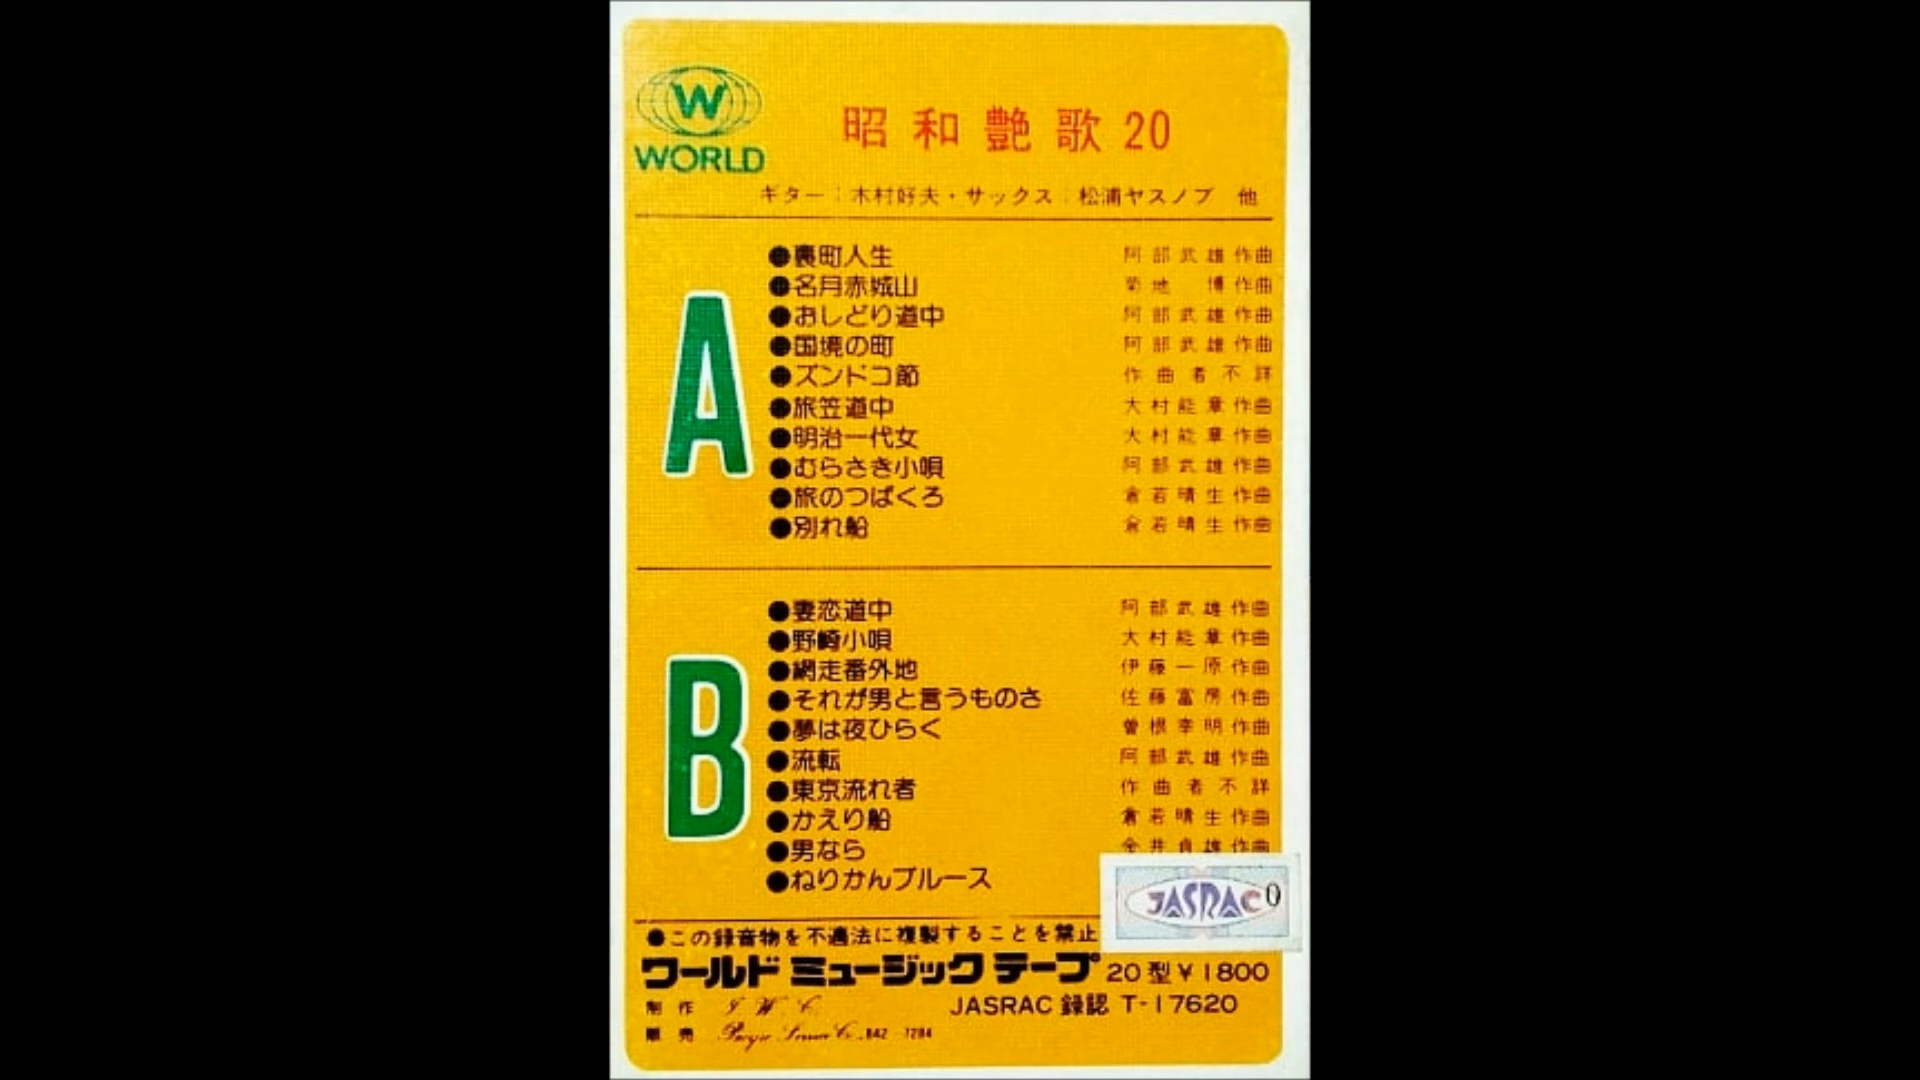 W
WORLD
昭和艶歌20
ギター：木村好夫・サックス：松浦ヤスノブ 他
A
●裏町人生 阿部武雄作曲
●名月赤城山 菊地 博作曲
●おしどり道中 阿部武雄作曲
●国境の町 阿部武雄作曲
●ズンドコ節 作曲者不詳
●旅笠道中 大村能章作曲
●明治一代女 大村能章作曲
●むらさき小唄 阿部武雄作曲
●旅のつばくろ 倉若晴生作曲
●別れ船 倉若晴生作曲
B
●妻恋道中 阿部武雄作曲
●野崎小唄 大村能章作曲
●網走番外地 伊藤一原作曲
●それが男と言うものさ 佐藤富房作曲
●夢は夜ひらく 曽根幸明作曲
●流転 阿部武雄作曲
●東京流れ者 作曲者不詳
●かえり船 倉若晴生作曲
●男なら 井貞雄作曲
●ねりかんブルース
JASRAC 0
●この録音物を不適法に複製することを禁止
ワールド ミュージック テープ 20型￥1800
制作 I. W. C. JASRAC 録認 T-17620
販売 842 7284